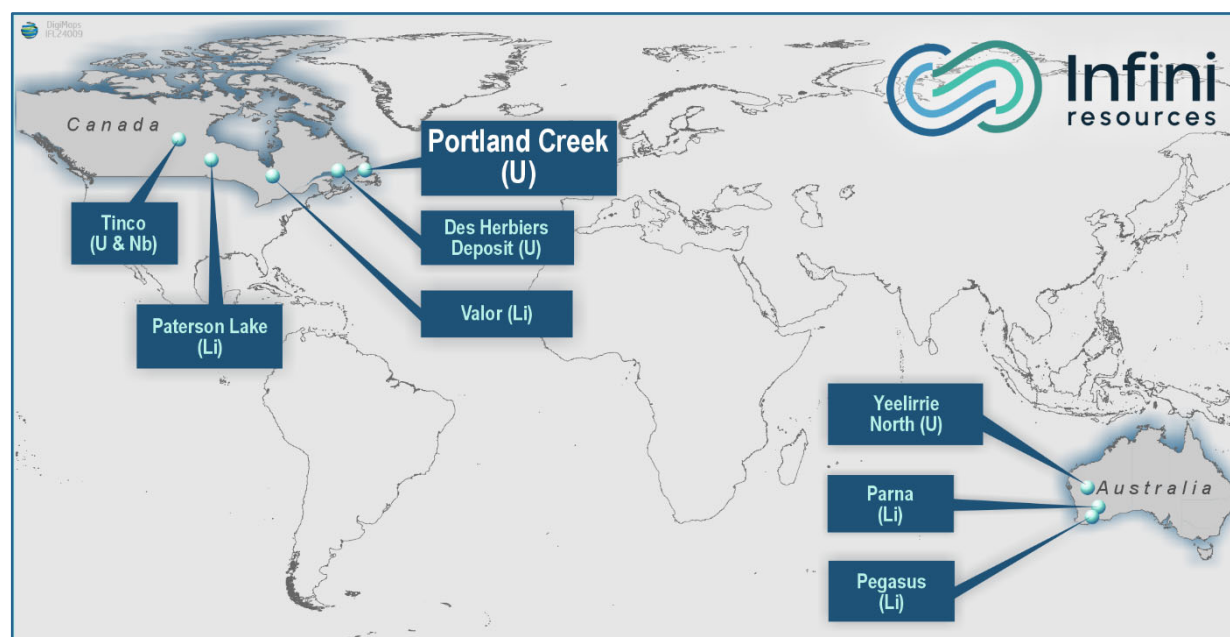 DigiMaps
IFL24009
Infini
resources
Canada
Portland Creek
(U)
Tinco
(U & Nb)
Des Herbiers
Deposit (U)
Paterson Lake
(Li)
Valor (Li)
Yeelirrie
North (U)
Australia
Parna
(Li)
Pegasus
(Li)